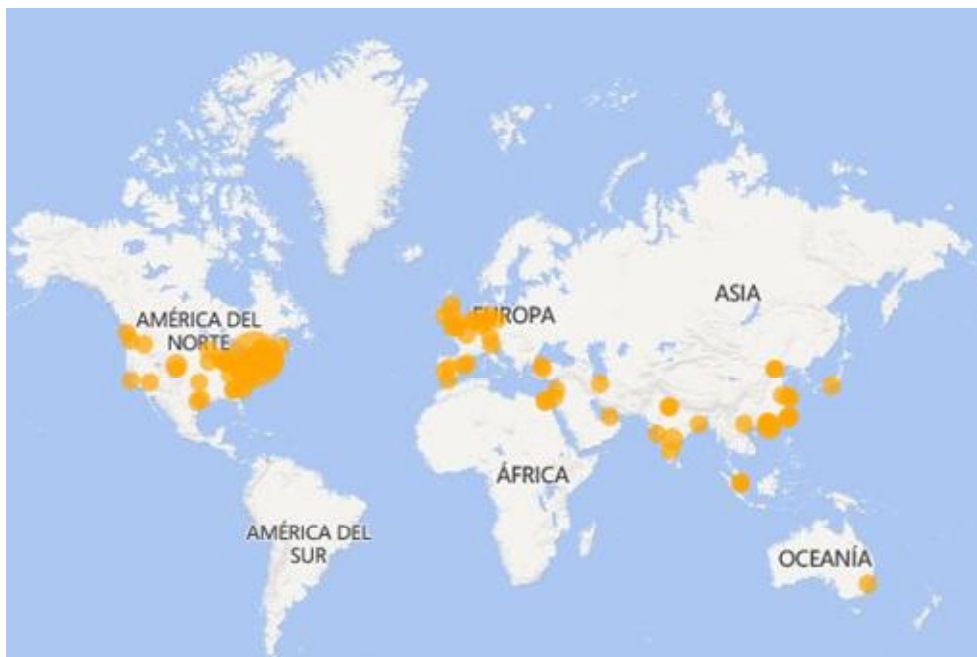 AMÉRICA DEL
NORTE
EUROPA
ASIA
ÁFRICA
AMÉRICA DEL
SUR
OCEANÍA